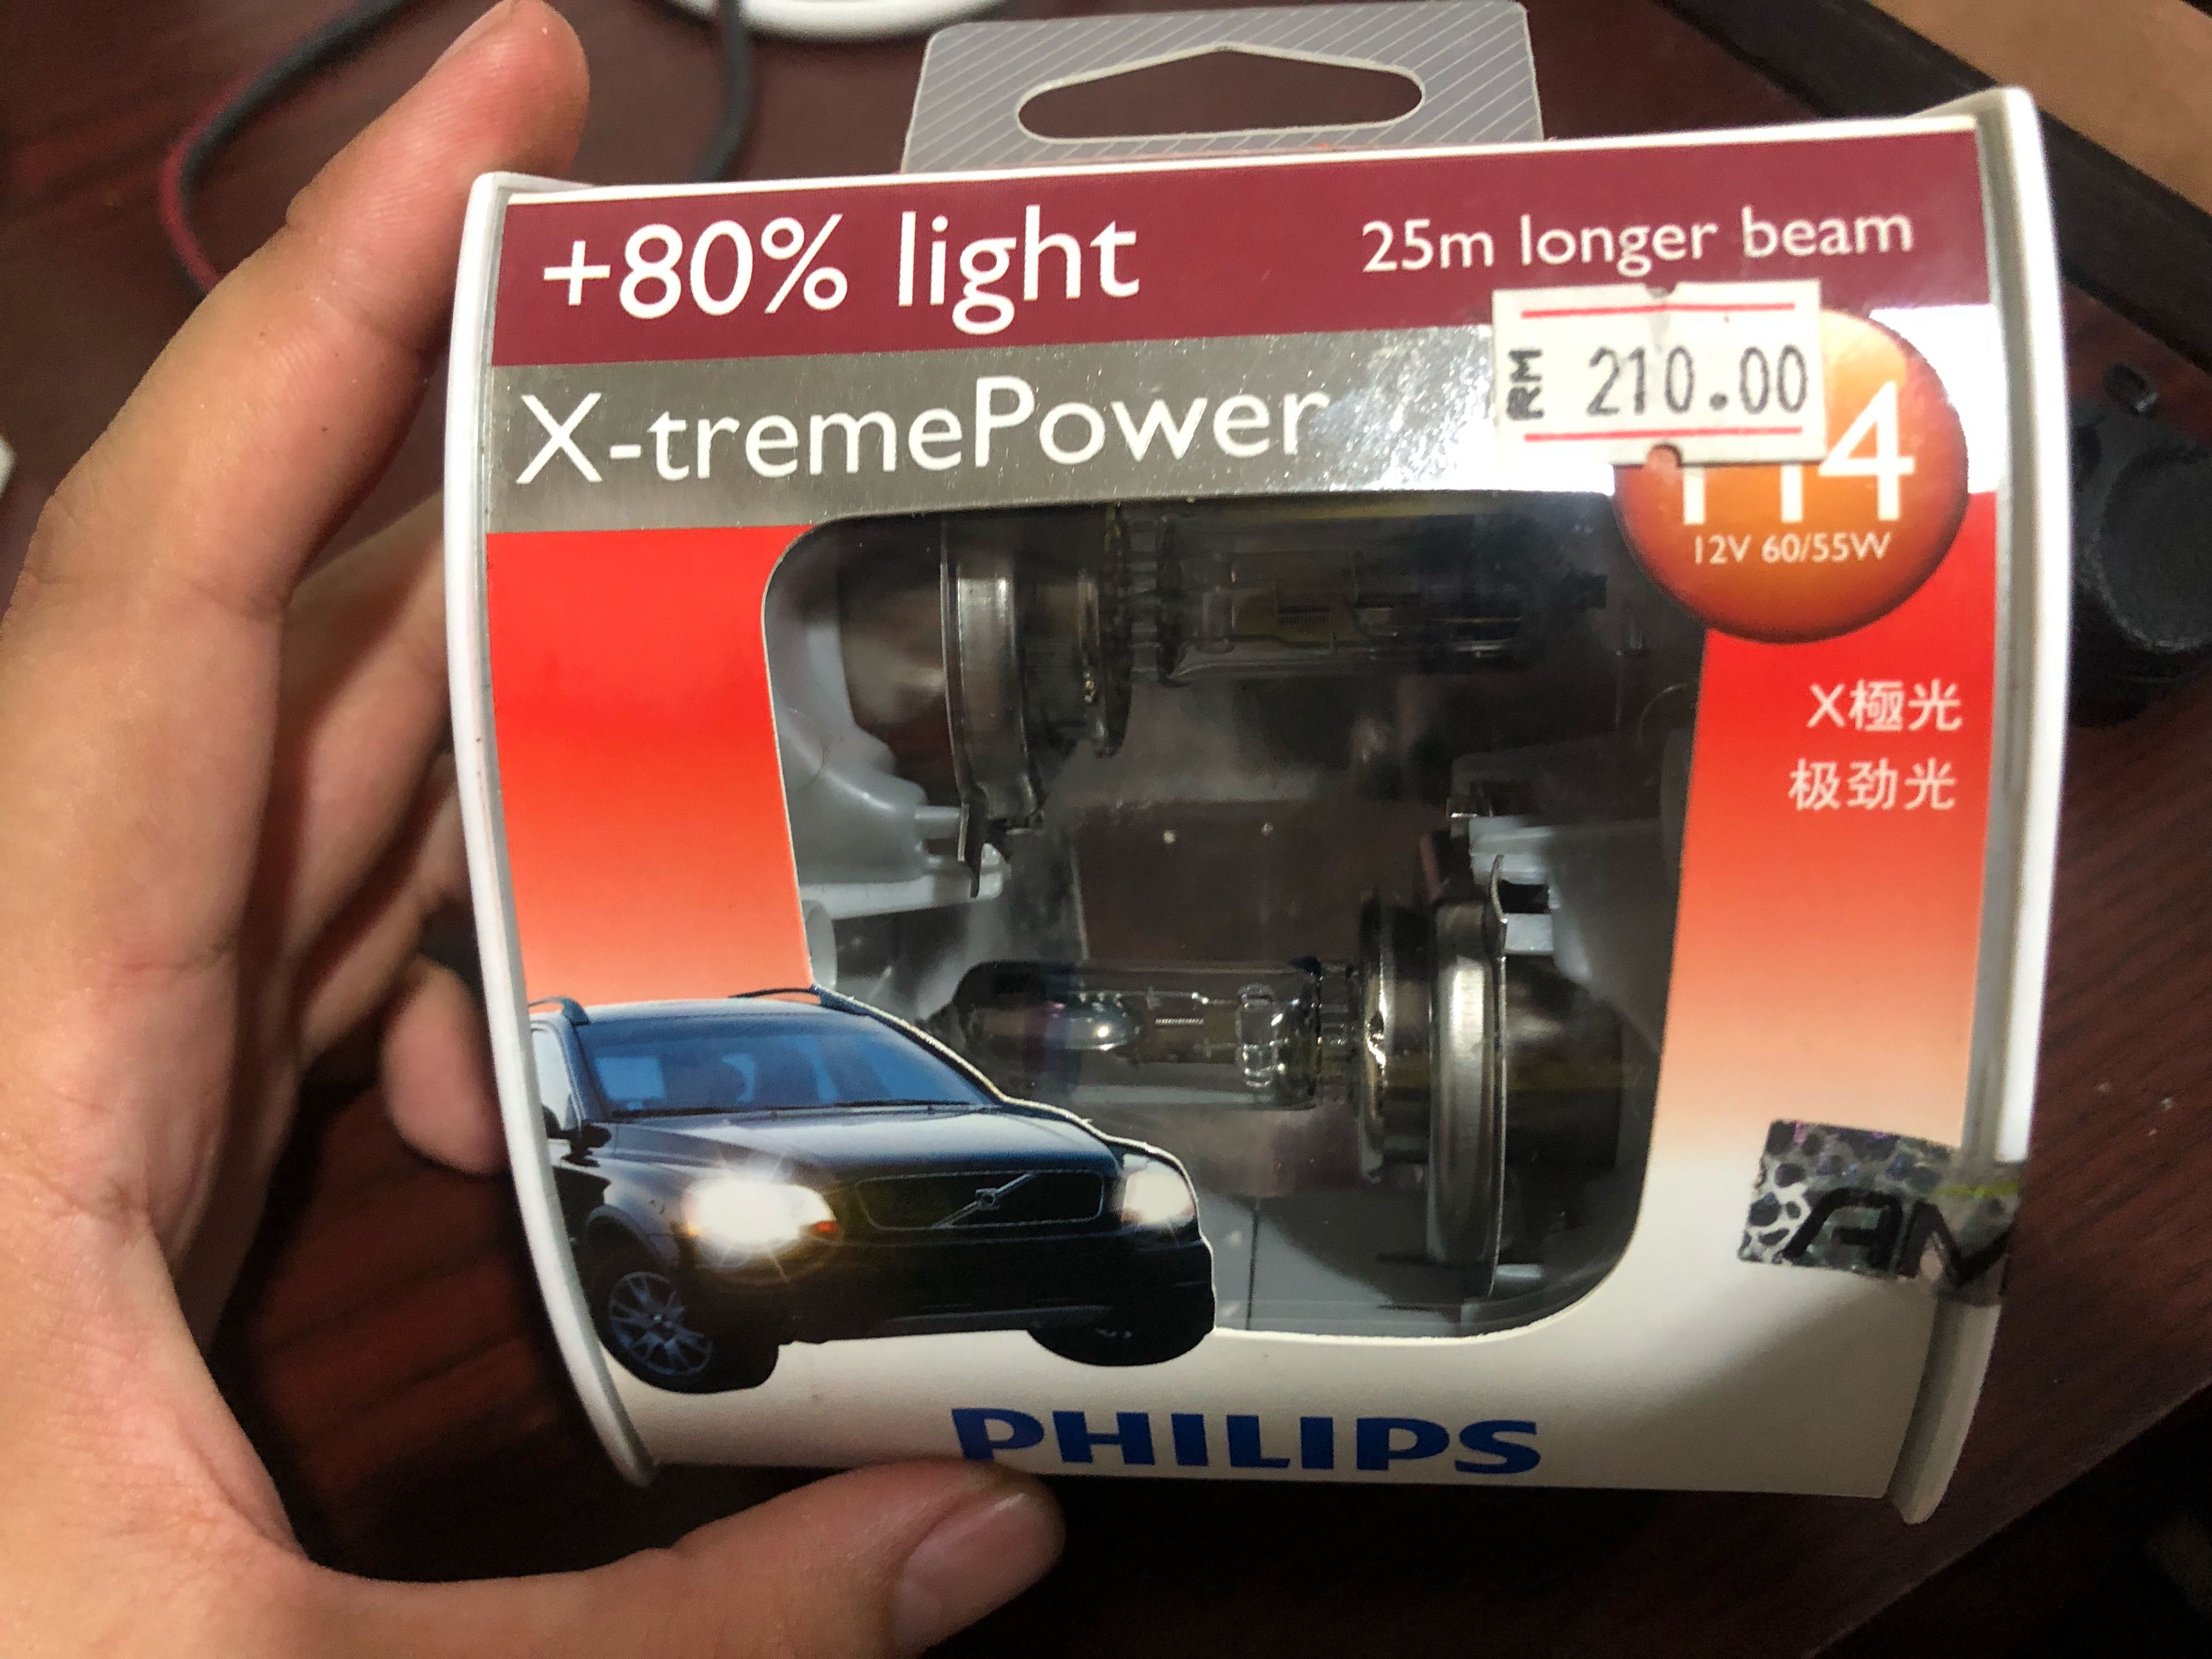 +80% light
25m longer beam
X-tremePower
RM 210.00
H4
12V 60/55W
X極光
极劲光
AM
PHILIPS